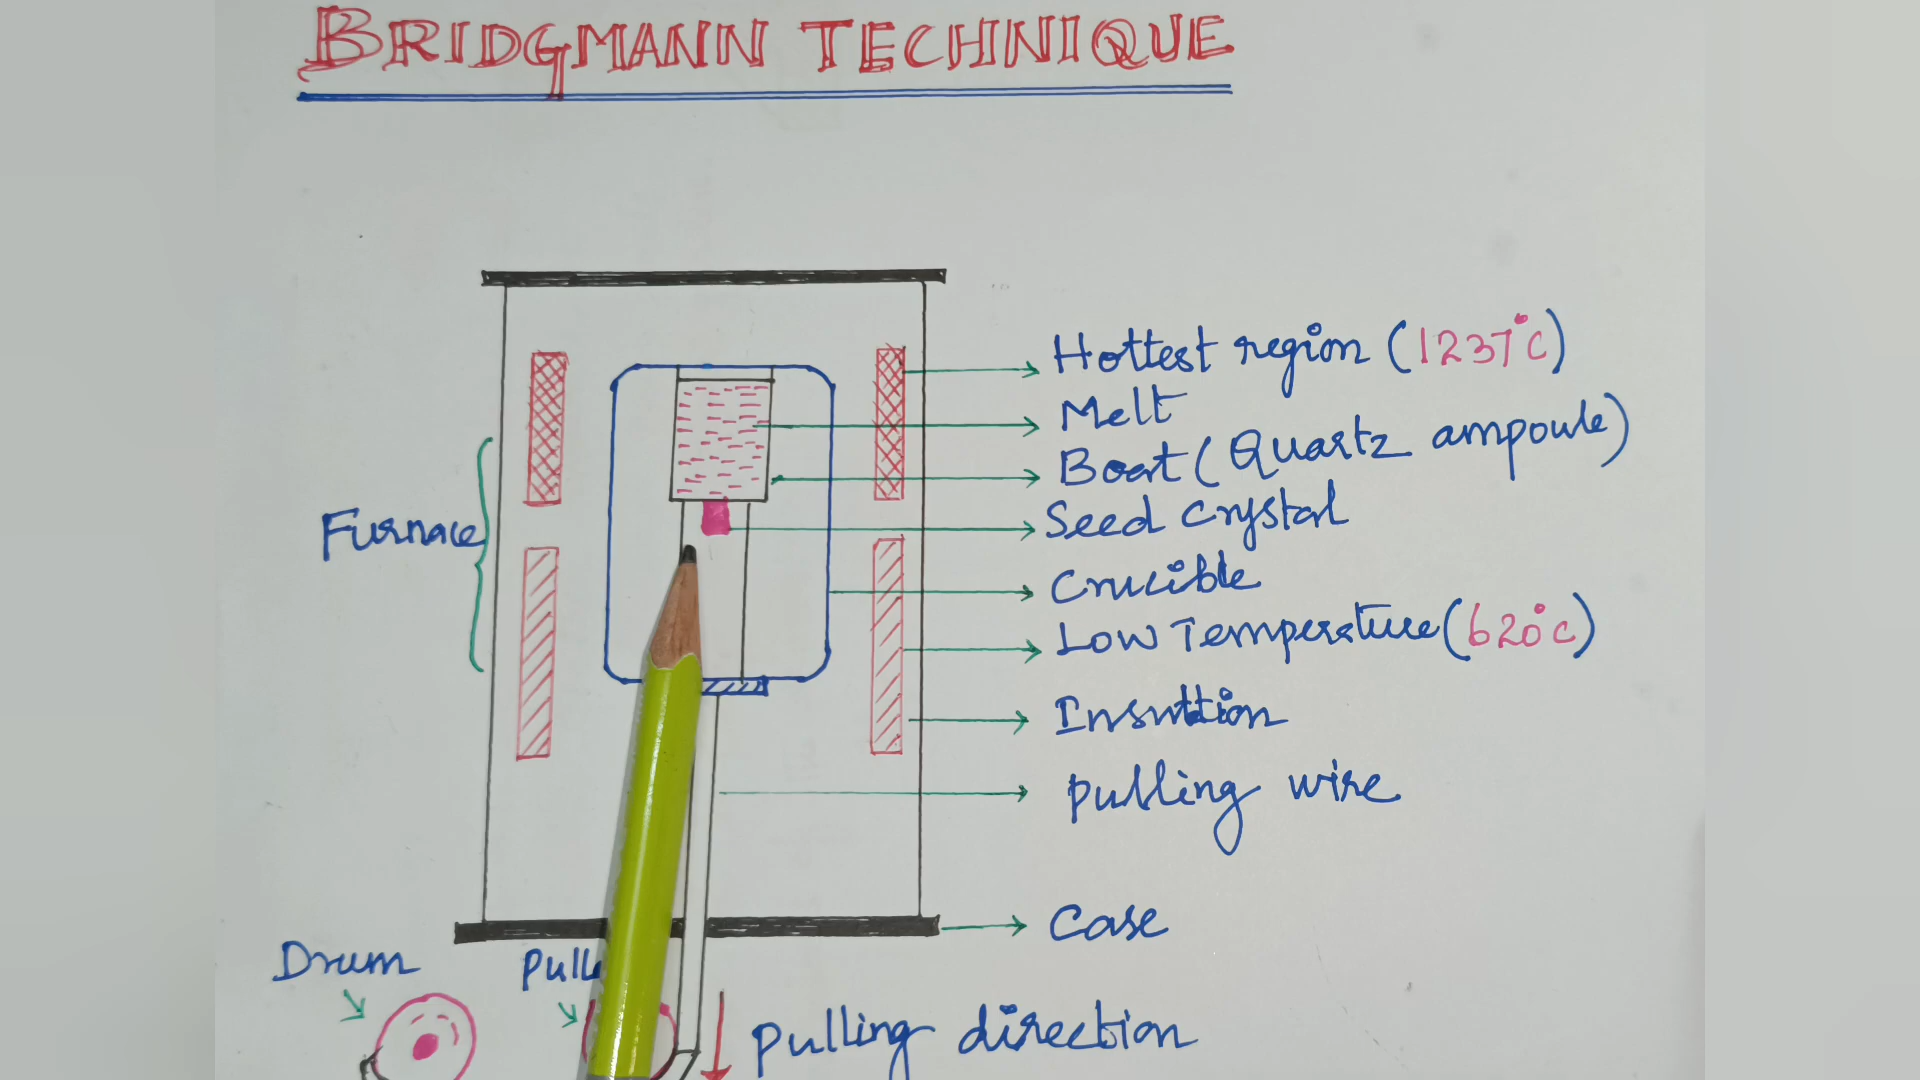 BRIDGMANN TECHNIQUE
Hottest region (1237°C)
Melt
Boat (Quartz ampoule)
Seed crystal
Furnace
Crucible
Low Temperature (620°C)
pulling wire
Case
Drum
pulling direction